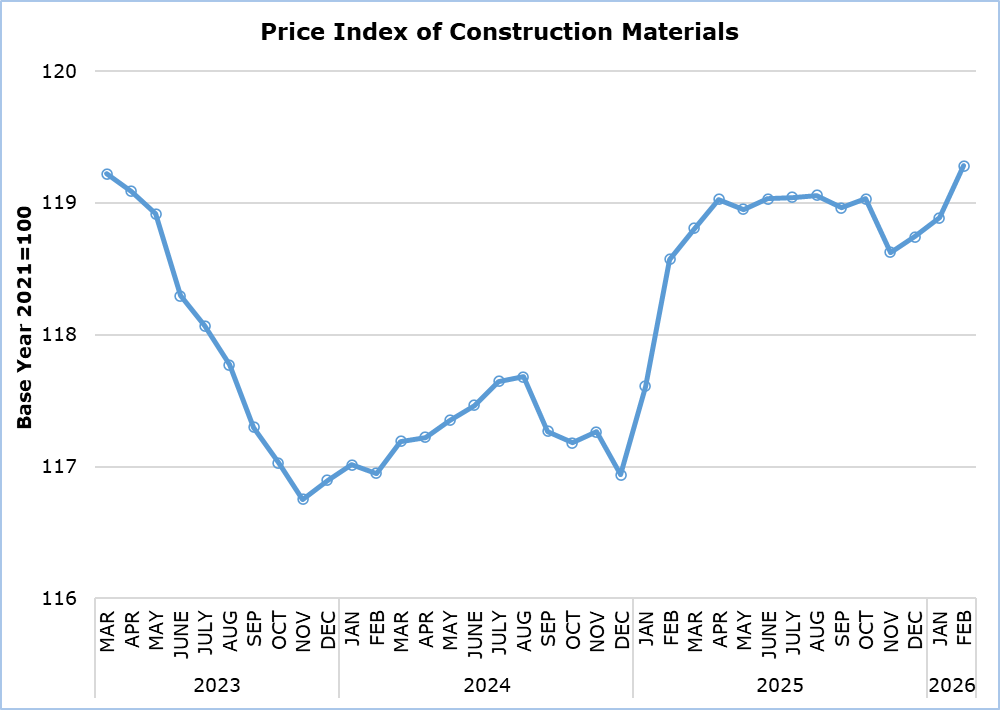 Price Index of Construction Materials
Base Year 2021=100
120
119
118
117
116
MAR APR MAY JUNE JULY AUG SEP OCT NOV DEC JAN FEB MAR APR MAY JUNE JULY AUG SEP OCT NOV DEC JAN FEB MAR APR MAY JUNE JULY AUG SEP OCT NOV DEC JAN FEB
2023 2024 2025 2026